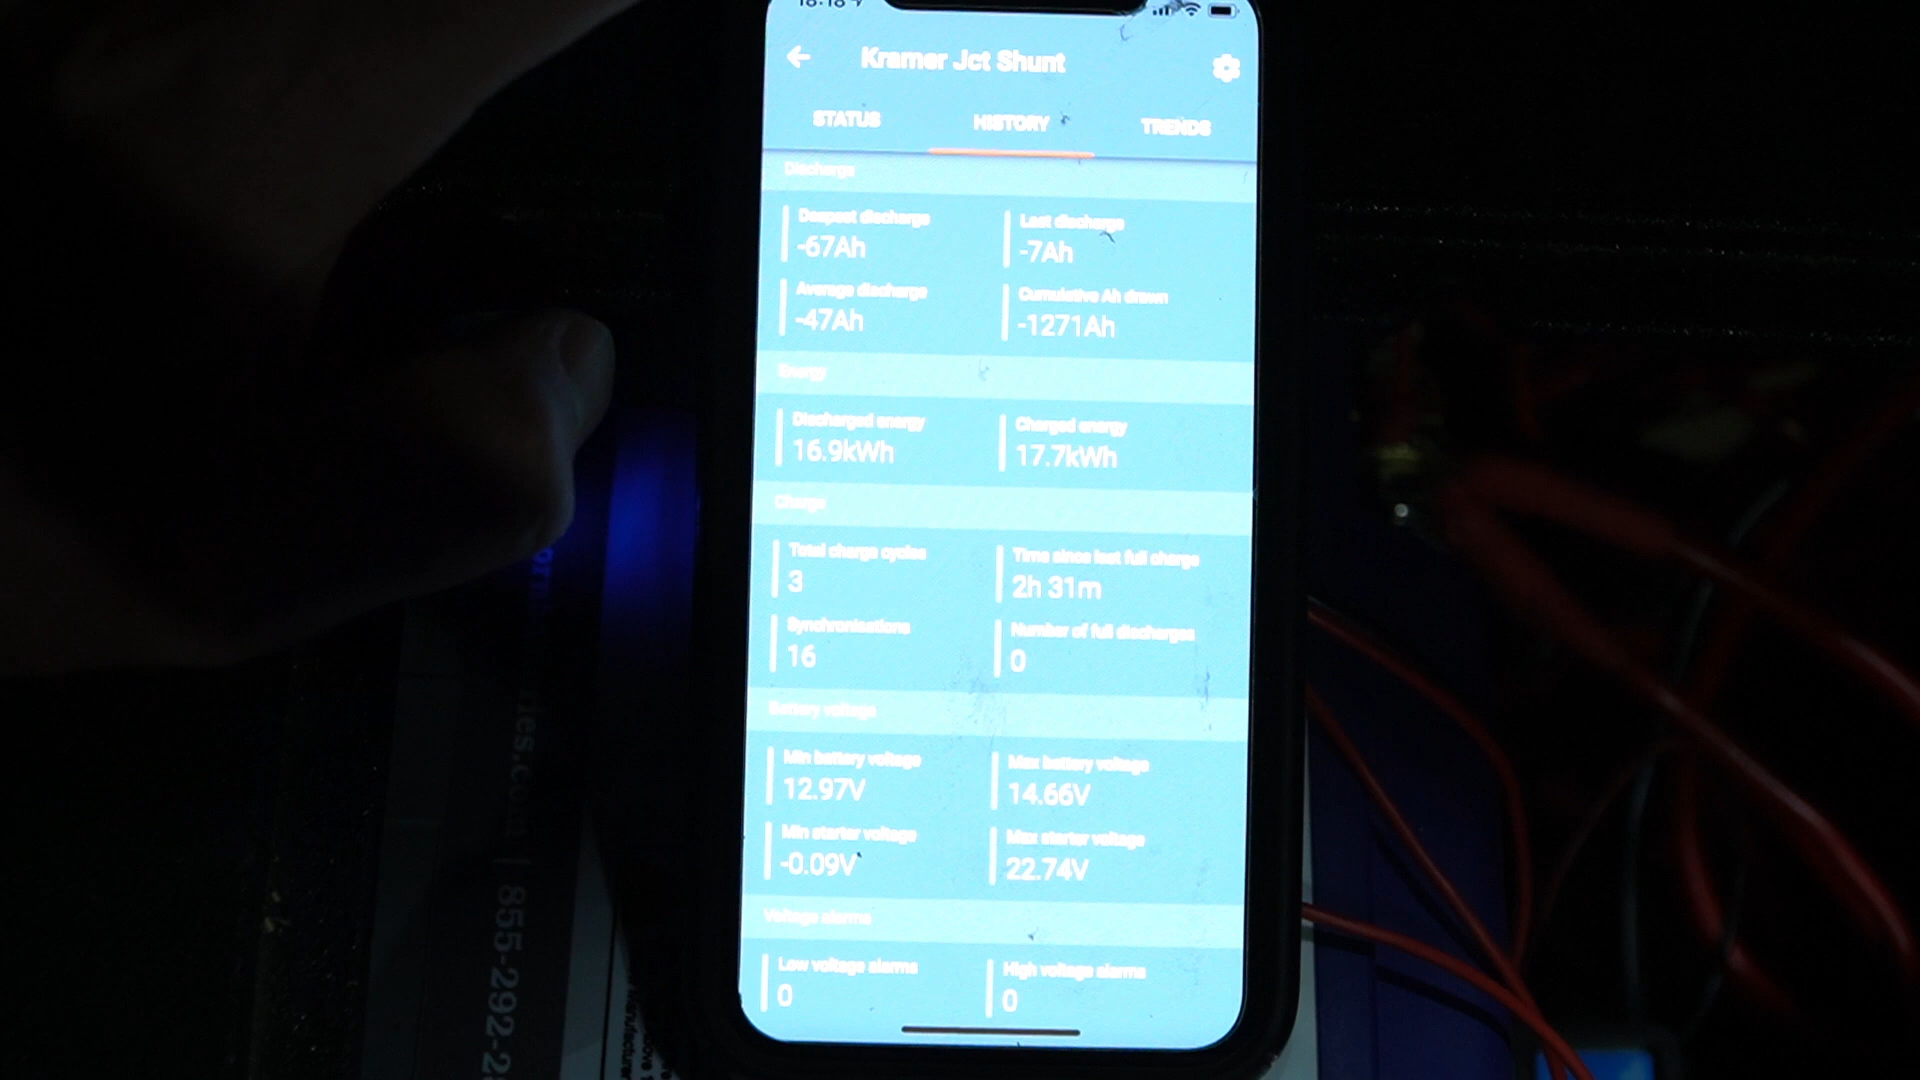 18:18
Kramer Jct Shunt
STATUS HISTORY TRENDS
Discharge
Deepest discharge Last discharge
-67Ah -7Ah
Average discharge Cumulative Ah drawn
-47Ah -1271Ah
Energy
Discharged energy Charged energy
16.9kWh 17.7kWh
Charge
Total charge cycles Time since last full charge
3 2h 31m
Synchronisations Number of full discharges
16 0
Battery voltage
Min battery voltage Max battery voltage
12.97V 14.66V
Min starter voltage Max starter voltage
-0.09V 22.74V
Voltage alarms
Low voltage alarms High voltage alarms
0 0
ries.com | 855-292-2